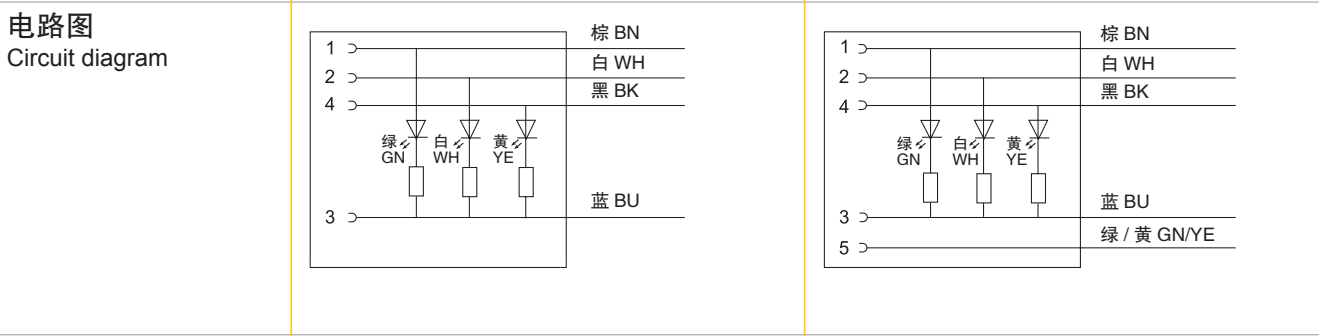 电路图
Circuit diagram
1
棕 BN
2
白 WH
4
黑 BK
绿
GN
白
WH
黄
YE
3
蓝 BU
1
棕 BN
2
白 WH
4
黑 BK
绿
GN
白
WH
黄
YE
3
蓝 BU
5
绿 / 黄 GN/YE